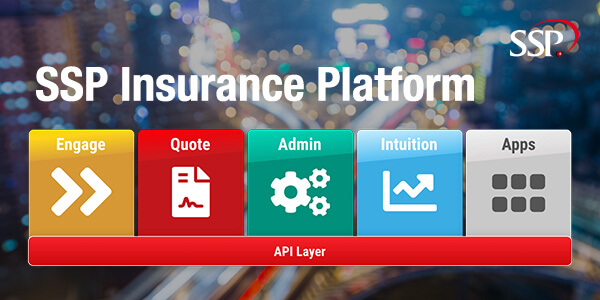 SSP
SSP Insurance Platform
Engage
Quote
Admin
Intuition
Apps
API Layer